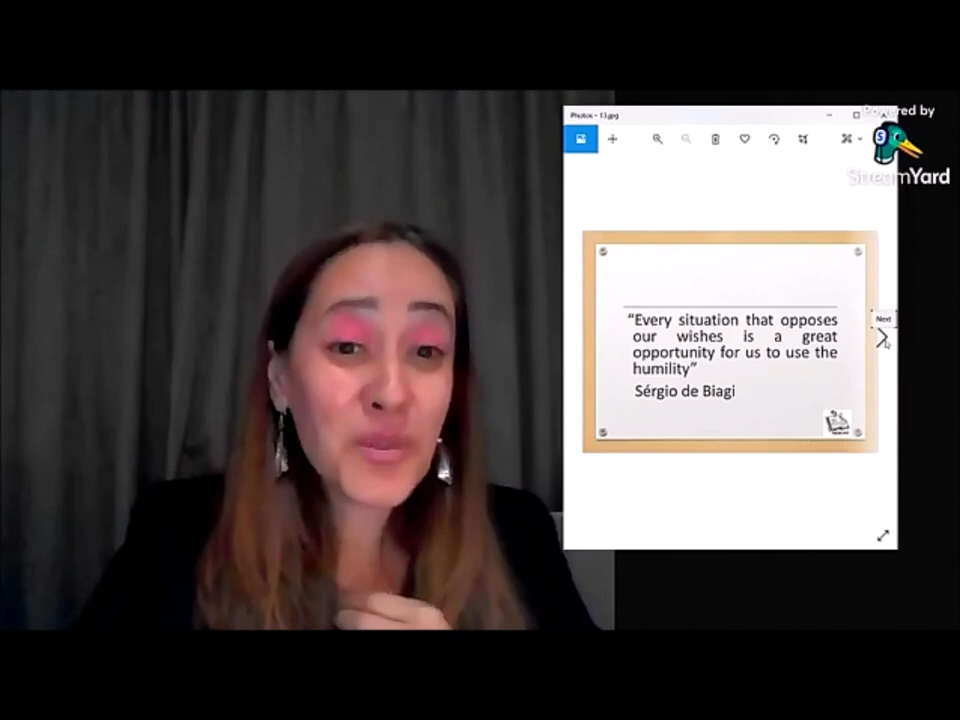 Powered by
StreamYard
Photos - 13.jpg
Next
“Every situation that opposes
our wishes is a great
opportunity for us to use the
humility”
Sérgio de Biagi